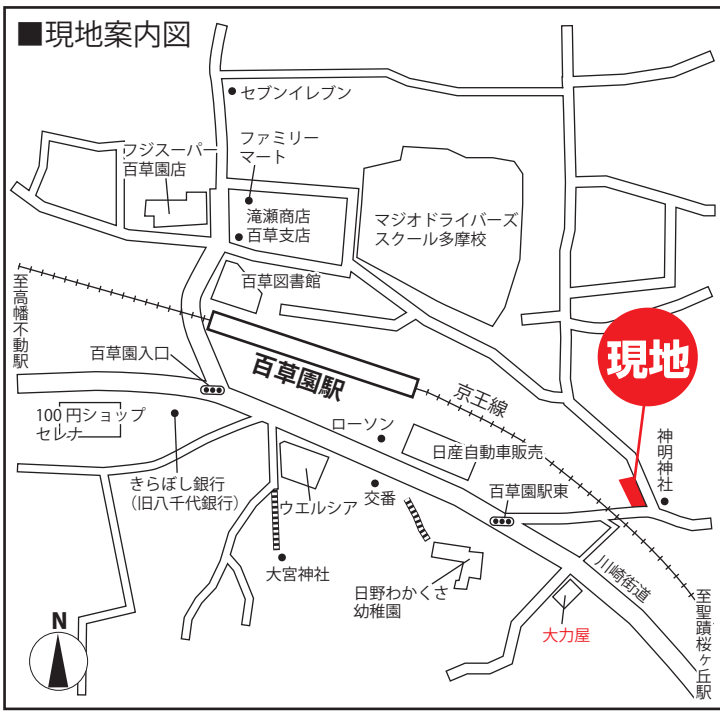 ■現地案内図
セブンイレブン
フジスーパー
百草園店
ファミリー
マート
滝瀬商店
百草支店
マジオドライバーズ
スクール多摩校
百草図書館
至高幡不動駅
百草園入口
百草園駅
京王線
現地
100円ショップ
セレナ
ローソン
日産自動車販売
神明神社
きらぼし銀行
(旧八千代銀行)
ウエルシア
交番
百草園駅東
大宮神社
日野わかくさ
幼稚園
川崎街道
大力屋
至聖蹟桜ヶ丘駅
N